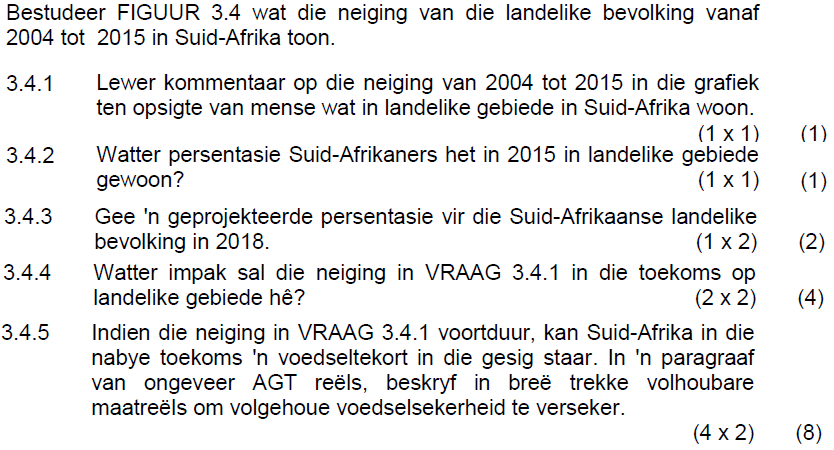 Bestudeer FIGUUR 3.4 wat die neiging van die landelike bevolking vanaf
2004 tot 2015 in Suid-Afrika toon.
3.4.1 Lewer kommentaar op die neiging van 2004 tot 2015 in die grafiek
ten opsigte van mense wat in landelike gebiede in Suid-Afrika woon.
(1 x 1) (1)
3.4.2 Watter persentasie Suid-Afrikaners het in 2015 in landelike gebiede
gewoon? (1 x 1) (1)
3.4.3 Gee 'n geprojekteerde persentasie vir die Suid-Afrikaanse landelike
bevolking in 2018. (1 x 2) (2)
3.4.4 Watter impak sal die neiging in VRAAG 3.4.1 in die toekoms op
landelike gebiede hê? (2 x 2) (4)
3.4.5 Indien die neiging in VRAAG 3.4.1 voortduur, kan Suid-Afrika in die
nabye toekoms 'n voedseltekort in die gesig staar. In 'n paragraaf
van ongeveer AGT reëls, beskryf in breë trekke volhoubare
maatreëls om volgehoue voedselsekerheid te verseker.
(4 x 2) (8)